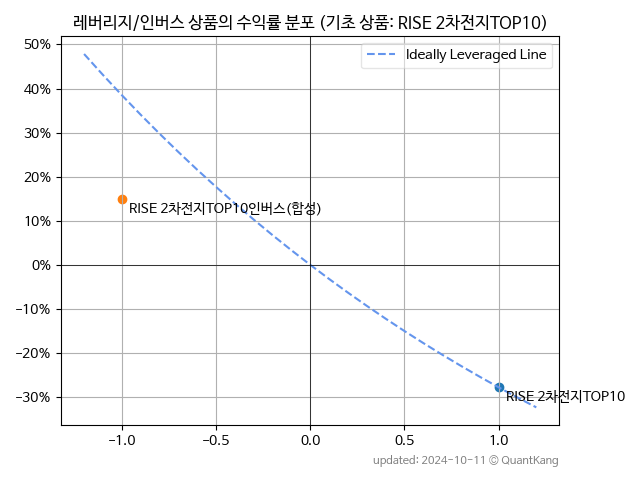 레버리지/인버스 상품의 수익률 분포 (기초 상품: RISE 2차전지TOP10)
50%
Ideally Leveraged Line
40%
30%
20%
RISE 2차전지TOP10인버스(합성)
10%
0%
-10%
-20%
-30%
RISE 2차전지TOP10
-1.0 -0.5 0.0 0.5 1.0
updated: 2024-10-11 © QuantKang